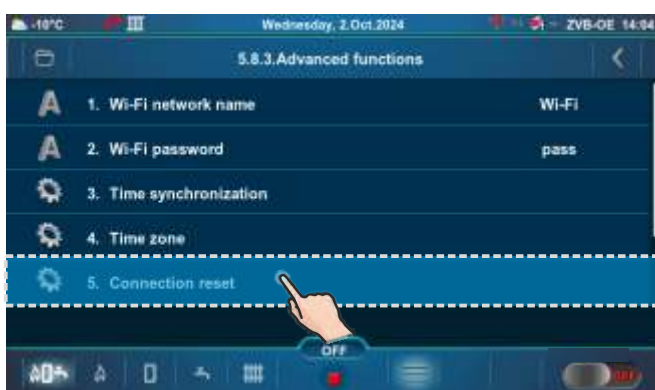 -10°C Wednesday, 2.Oct.2024 ZVB-OE 14:04
5.8.3.Advanced functions
1. Wi-Fi network name Wi-Fi
2. Wi-Fi password pass
3. Time synchronization
4. Time zone
5. Connection reset
OFF
OFF